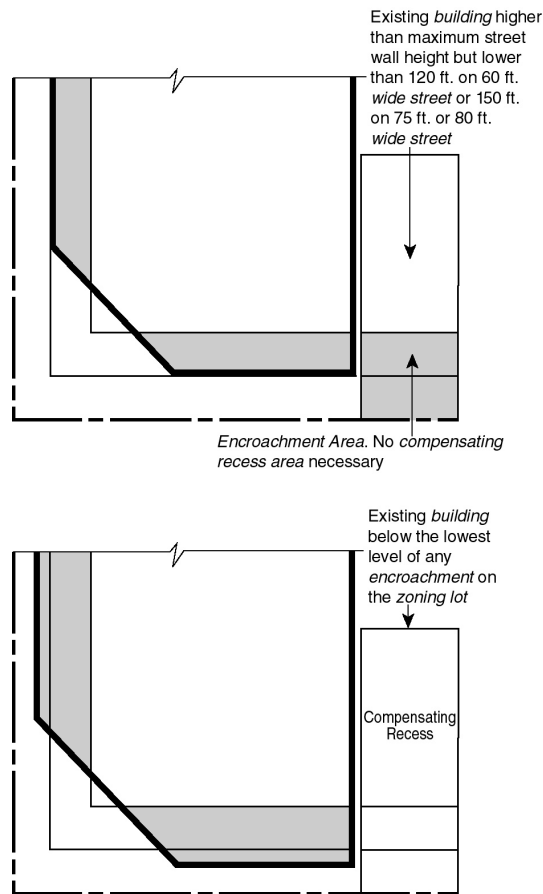 Existing building higher
than maximum street
wall height but lower
than 120 ft. on 60 ft.
wide street or 150 ft.
on 75 ft. or 80 ft.
wide street
Encroachment Area. No compensating
recess area necessary
Existing building
below the lowest
level of any
encroachment on
the zoning lot
Compensating
Recess